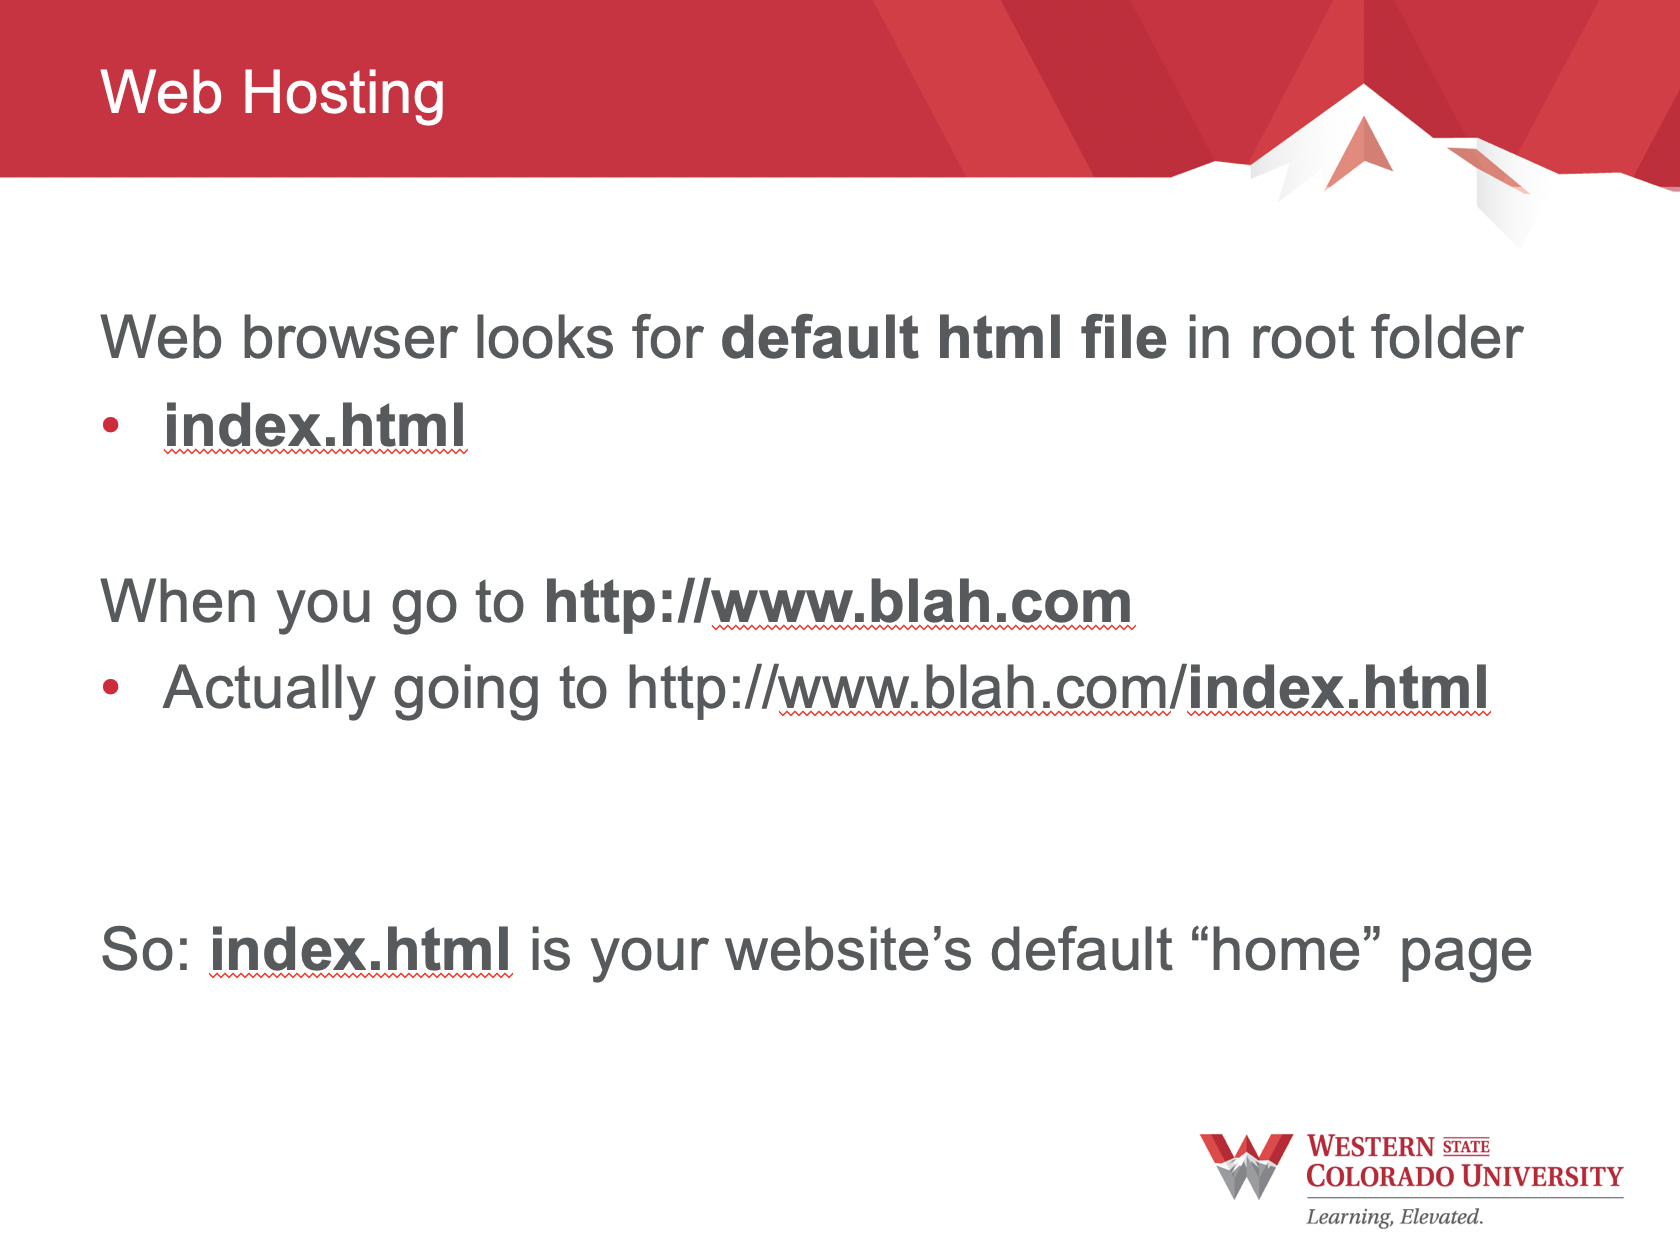 Web Hosting
Web browser looks for default html file in root folder
• index.html
When you go to http://www.blah.com
• Actually going to http://www.blah.com/index.html
So: index.html is your website’s default “home” page
WESTERN STATE
COLORADO UNIVERSITY
Learning, Elevated.